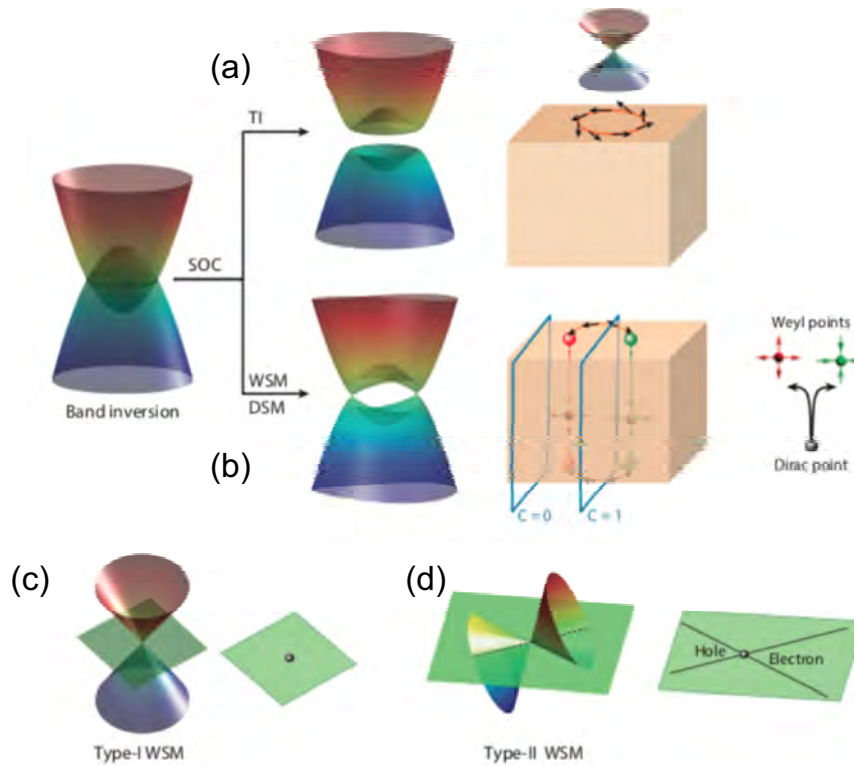 (a)
TI
SOC
Band inversion
WSM
DSM
(b)
C = 0
C = 1
Weyl points
Dirac point
(c)
Type-I WSM
(d)
Type-II WSM
Hole
Electron